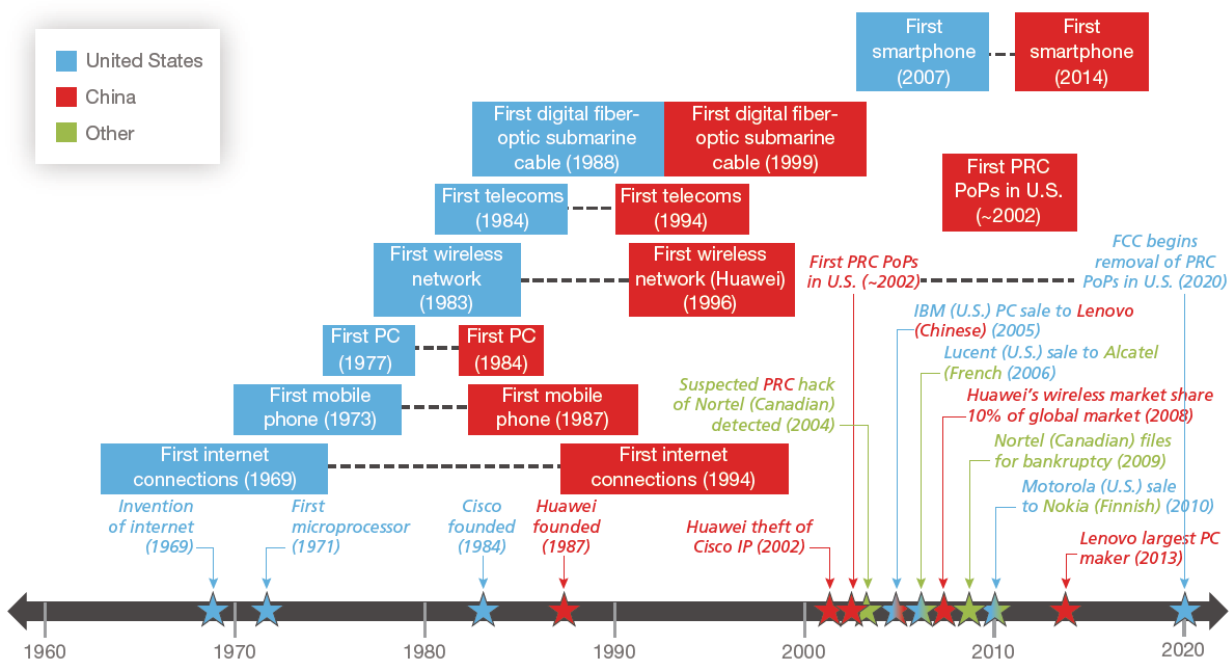 United States
China
Other
First
smartphone
(2007)
First
smartphone
(2014)
First digital fiber-
optic submarine
cable (1988)
First digital fiber-
optic submarine
cable (1999)
First PRC
PoPs in U.S.
(~2002)
First telecoms
(1984)
First telecoms
(1994)
First wireless
network
(1983)
First wireless
network (Huawei)
(1996)
First PRC PoPs
in U.S. (~2002)
FCC begins
removal of PRC
PoPs in U.S. (2020)
First PC
(1977)
First PC
(1984)
IBM (U.S.) PC sale to Lenovo
(Chinese) (2005)
Lucent (U.S.) sale to Alcatel
(French) (2006)
First mobile
phone (1973)
First mobile
phone (1987)
Suspected PRC hack
of Nortel (Canadian)
detected (2004)
Huawei’s wireless market share
10% of global market (2008)
Nortel (Canadian) files
for bankruptcy (2009)
First internet
connections (1969)
First internet
connections (1994)
Motorola (U.S.) sale
to Nokia (Finnish) (2010)
Invention
of internet
(1969)
First
microprocessor
(1971)
Cisco
founded
(1984)
Huawei
founded
(1987)
Huawei theft of
Cisco IP (2002)
Lenovo largest PC
maker (2013)
1960
1970
1980
1990
2000
2010
2020